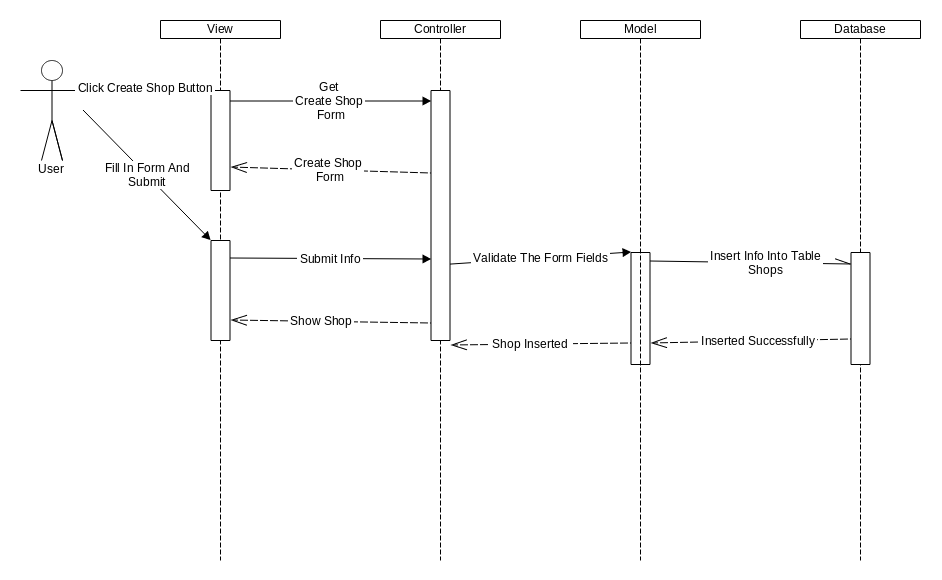 View
Controller
Model
Database
Click Create Shop Button
Get
Create Shop
Form
Create Shop
Form
User
Fill In Form And
Submit
Submit Info
Validate The Form Fields
Insert Info Into Table
Shops
Show Shop
Shop Inserted
Inserted Successfully